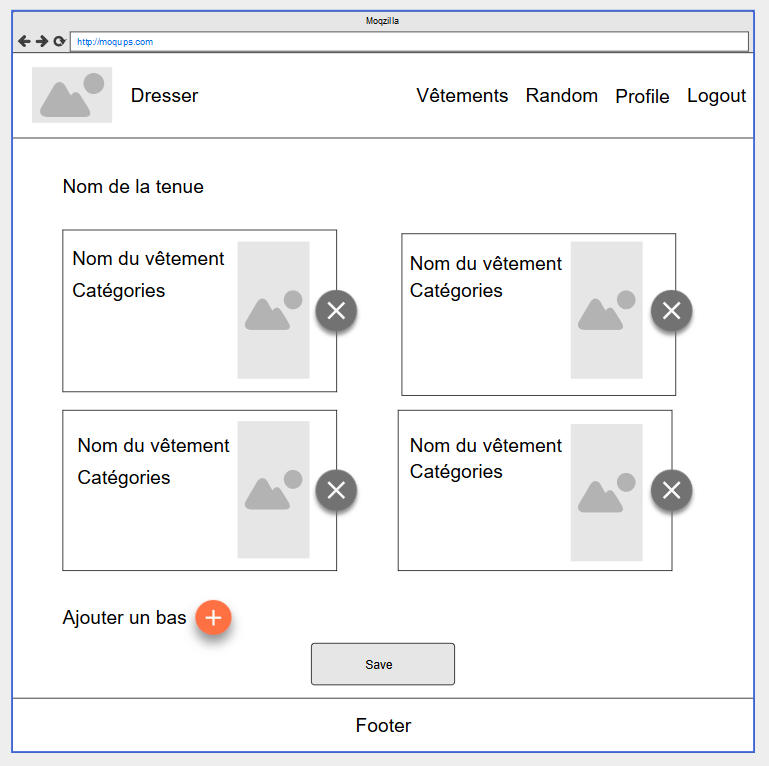 Moqzilla
http://moqups.com
Dresser
Vêtements
Random
Profile
Logout
Nom de la tenue
Nom du vêtement
Catégories
Nom du vêtement
Catégories
Nom du vêtement
Catégories
Nom du vêtement
Catégories
Ajouter un bas
Save
Footer